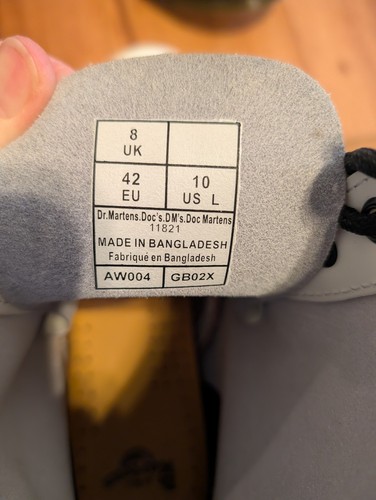 8
UK
42
EU
10
US L
Dr.Martens.Doc's.DM's.Doc Martens
11821
MADE IN BANGLADESH
Fabriqué en Bangladesh
AW004
GB02X